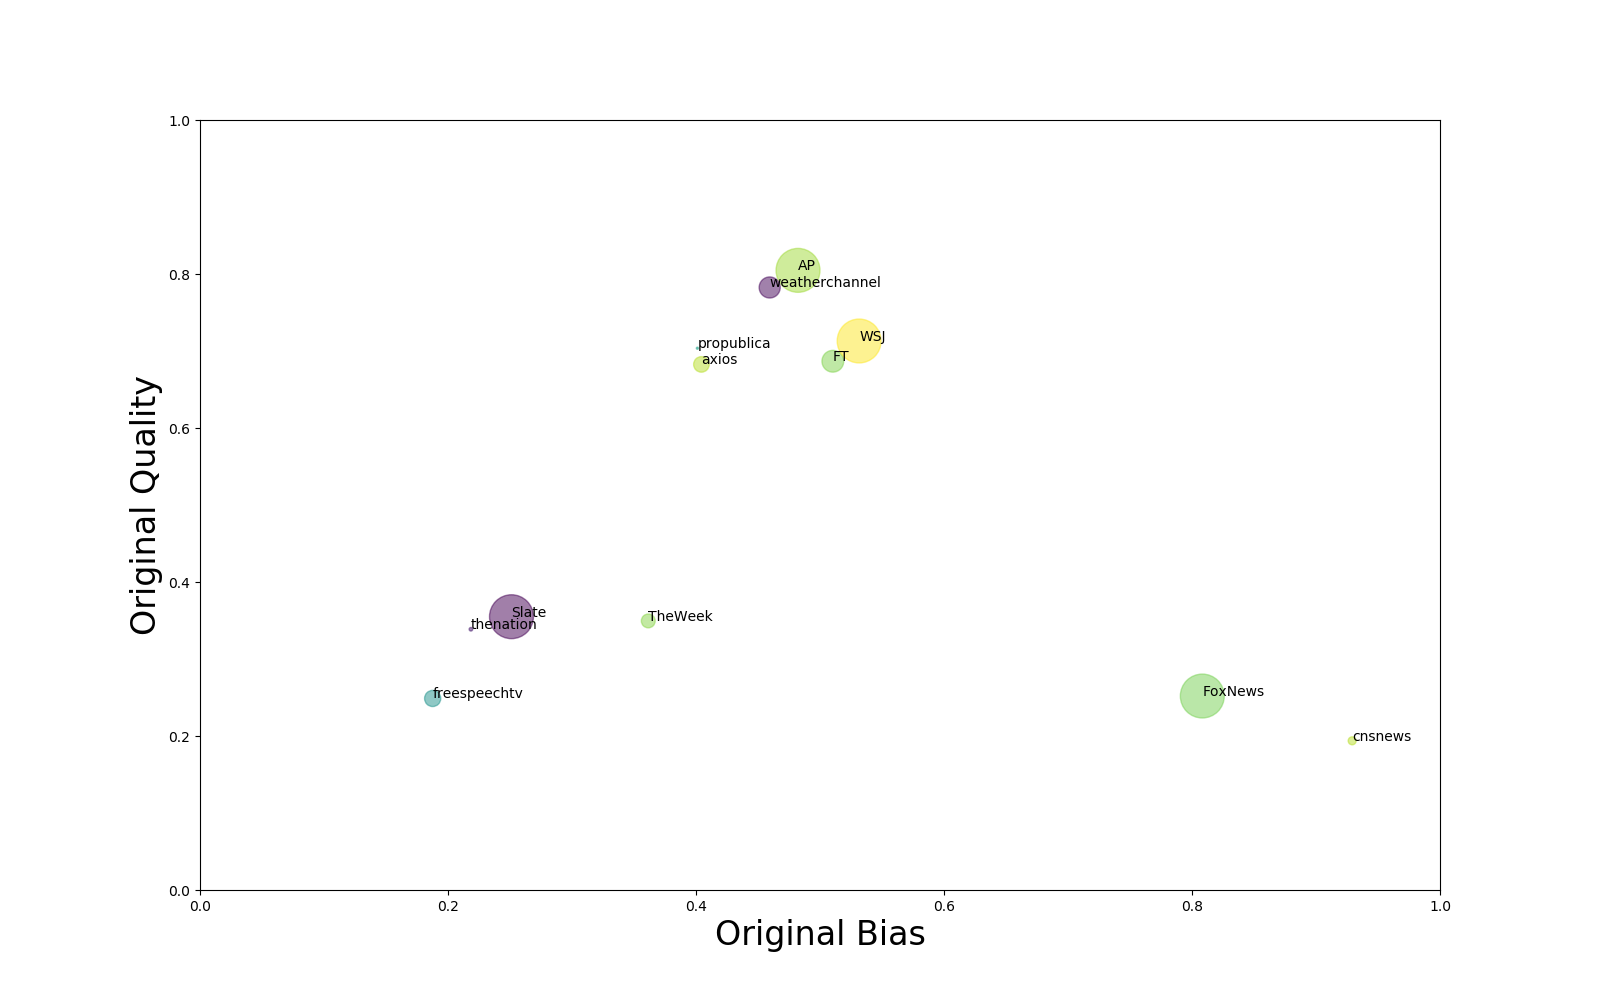 1.0
0.8
0.6
0.4
0.2
0.0
Original Quality
AP
weatherchannel
WSJ
propublica
FT
axios
Slate
TheWeek
thenation
FoxNews
freespeechtv
cnsnews
0.0 0.2 0.4 0.6 0.8 1.0
Original Bias